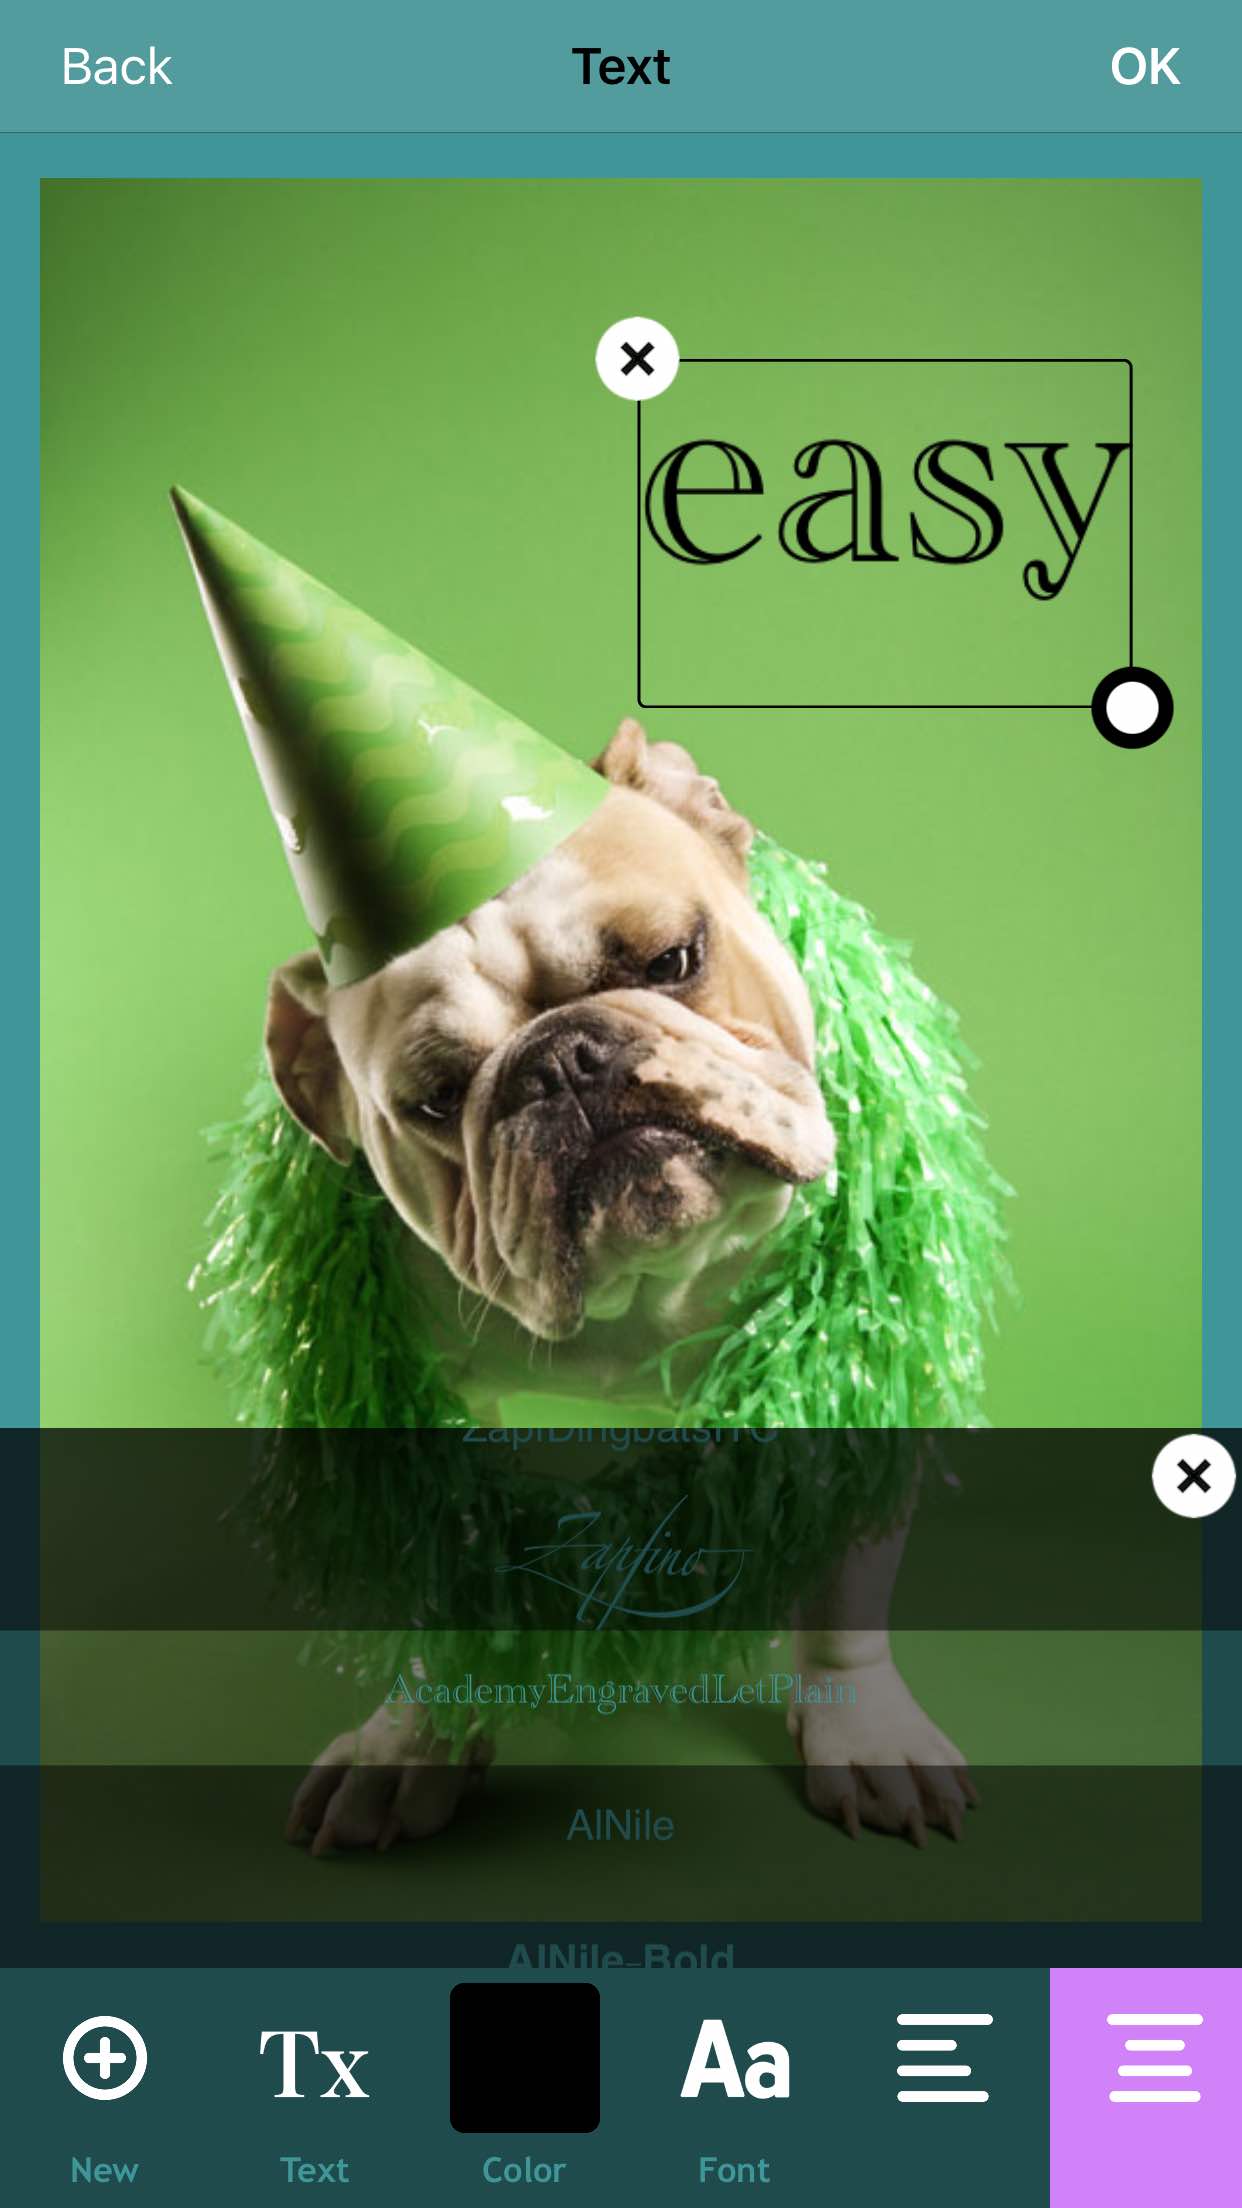 Back Text OK
easy
ZapfDingbatsITC
Zapfino
AcademyEngravedLetPlain
AlNile
AlNile-Bold
Tx Aa
New Text Color Font